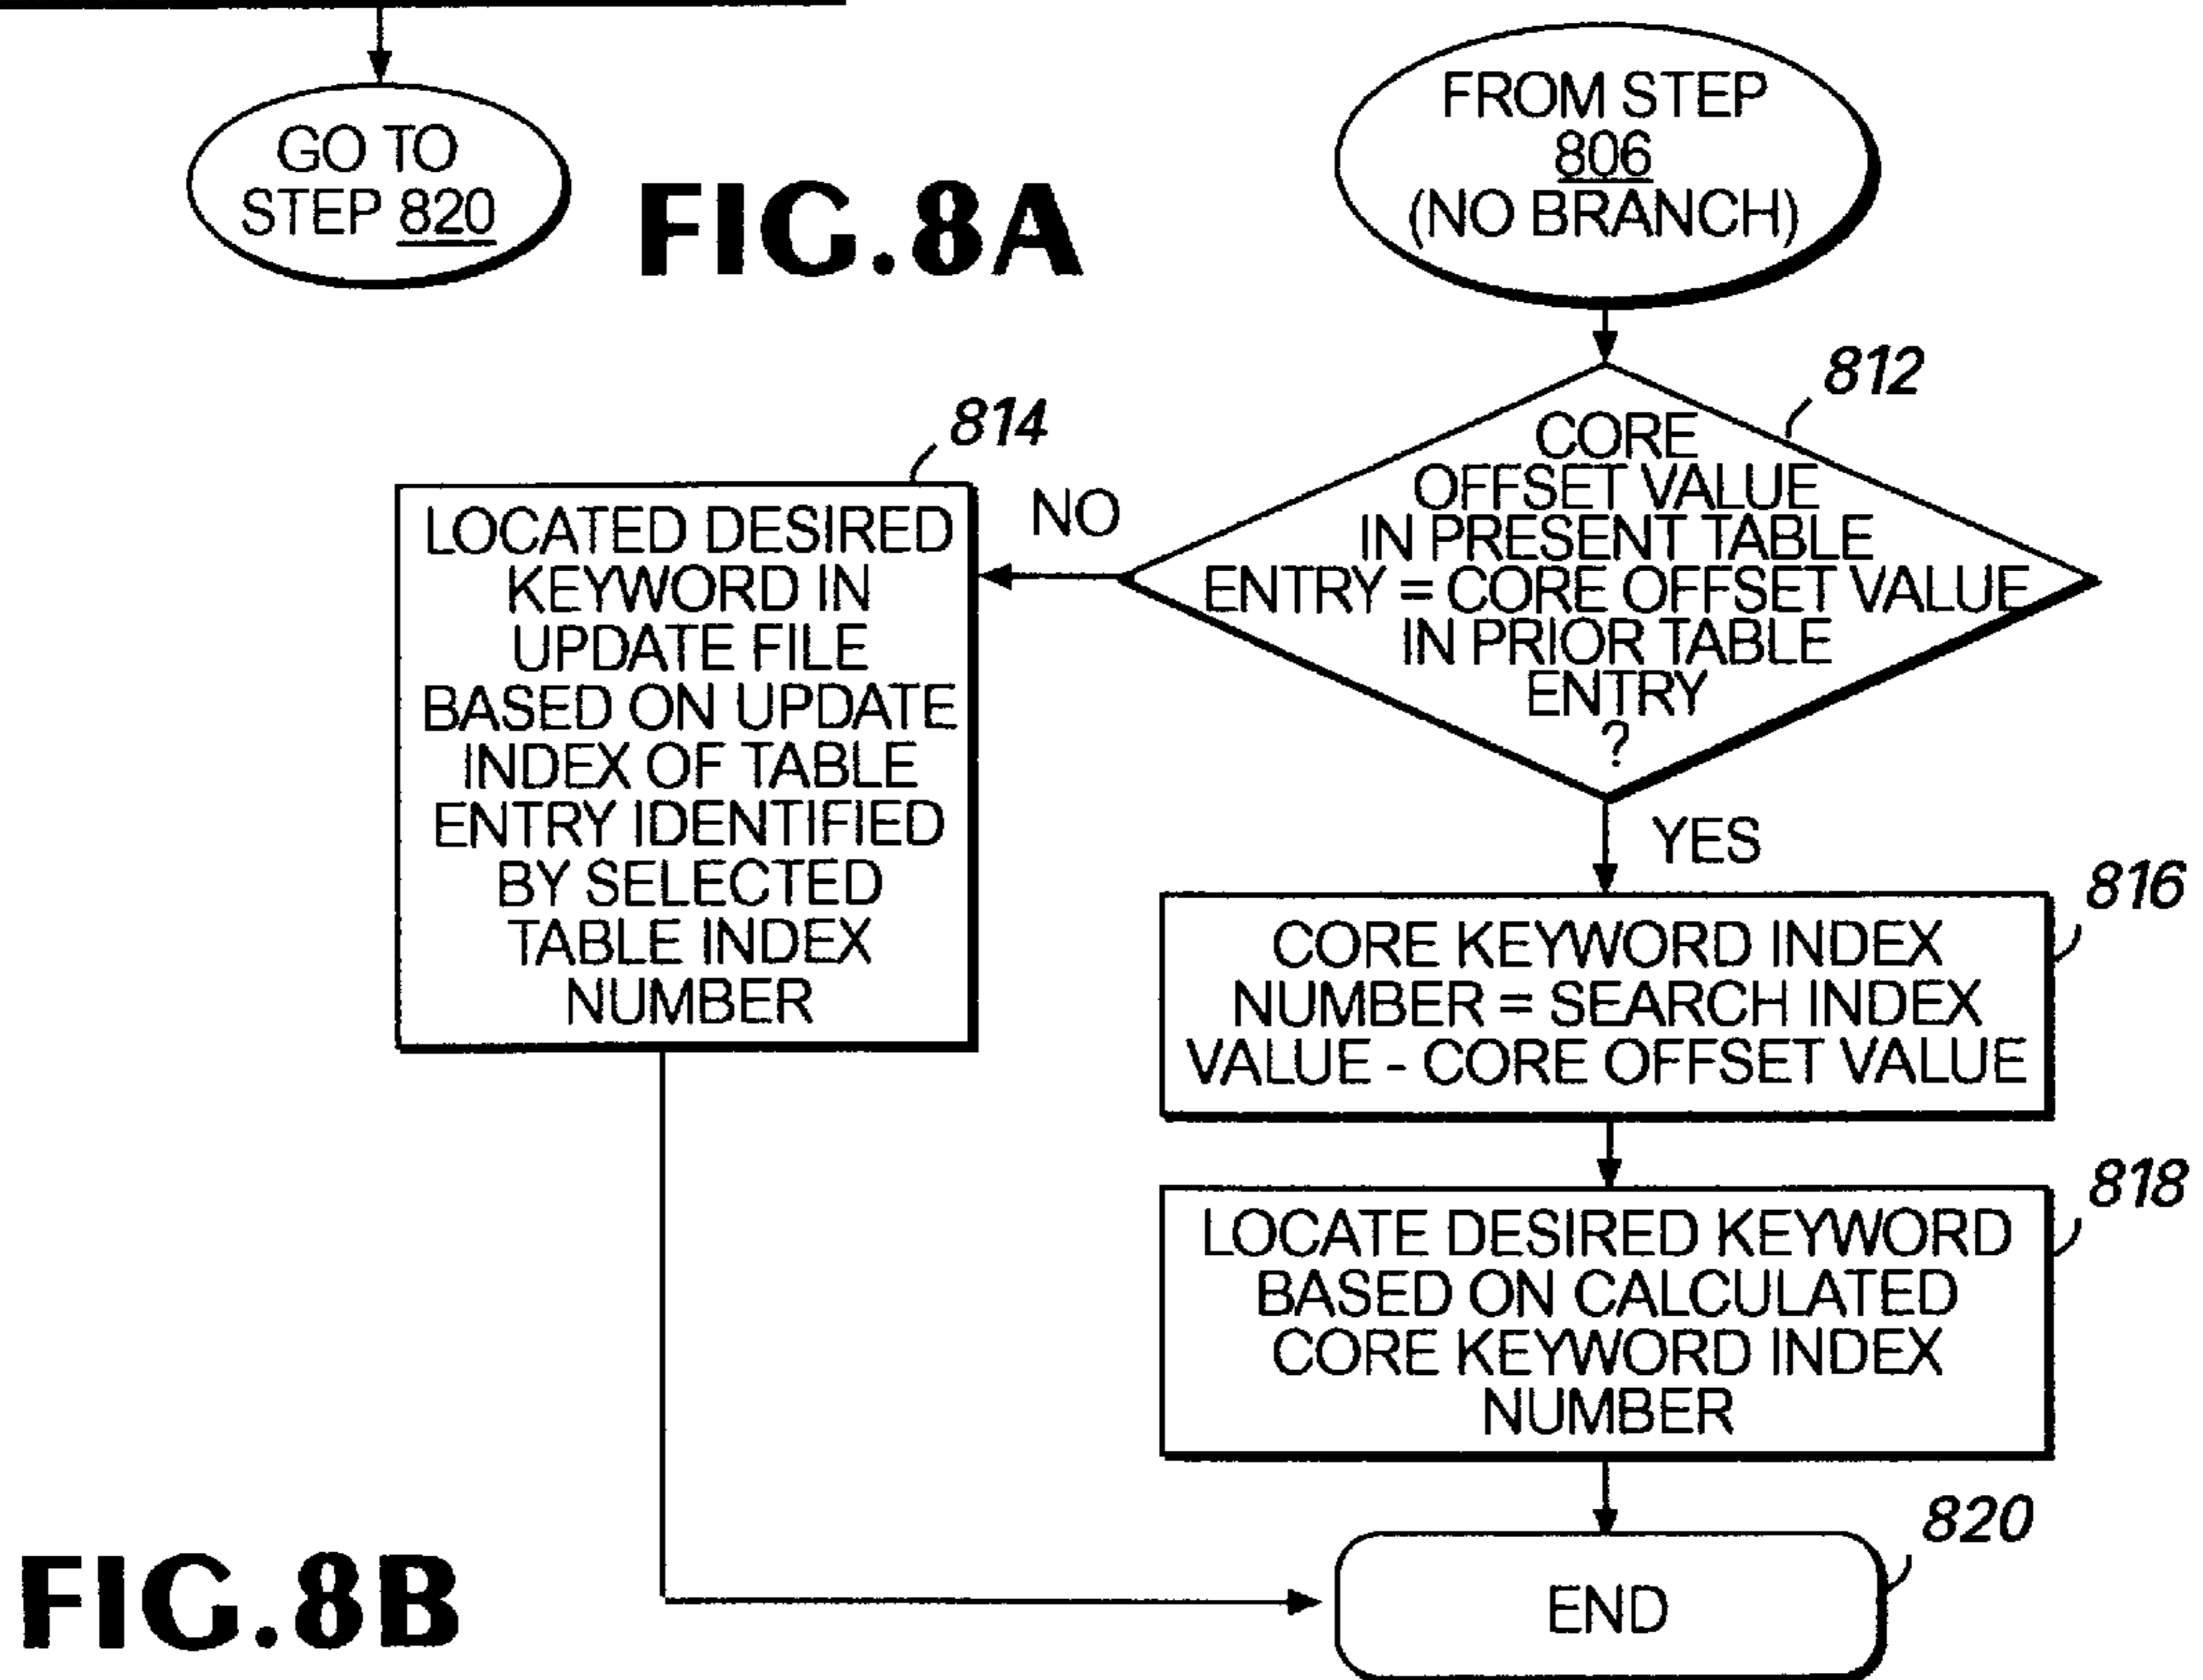 GO TO
STEP 820
FIG.8A
FROM STEP
806
(NO BRANCH)
812
CORE
OFFSET VALUE
IN PRESENT TABLE
ENTRY = CORE OFFSET VALUE
IN PRIOR TABLE
ENTRY
?
NO
YES
814
LOCATED DESIRED
KEYWORD IN
UPDATE FILE
BASED ON UPDATE
INDEX OF TABLE
ENTRY IDENTIFIED
BY SELECTED
TABLE INDEX
NUMBER
816
CORE KEYWORD INDEX
NUMBER = SEARCH INDEX
VALUE - CORE OFFSET VALUE
818
LOCATE DESIRED KEYWORD
BASED ON CALCULATED
CORE KEYWORD INDEX
NUMBER
820
END
FIG.8B